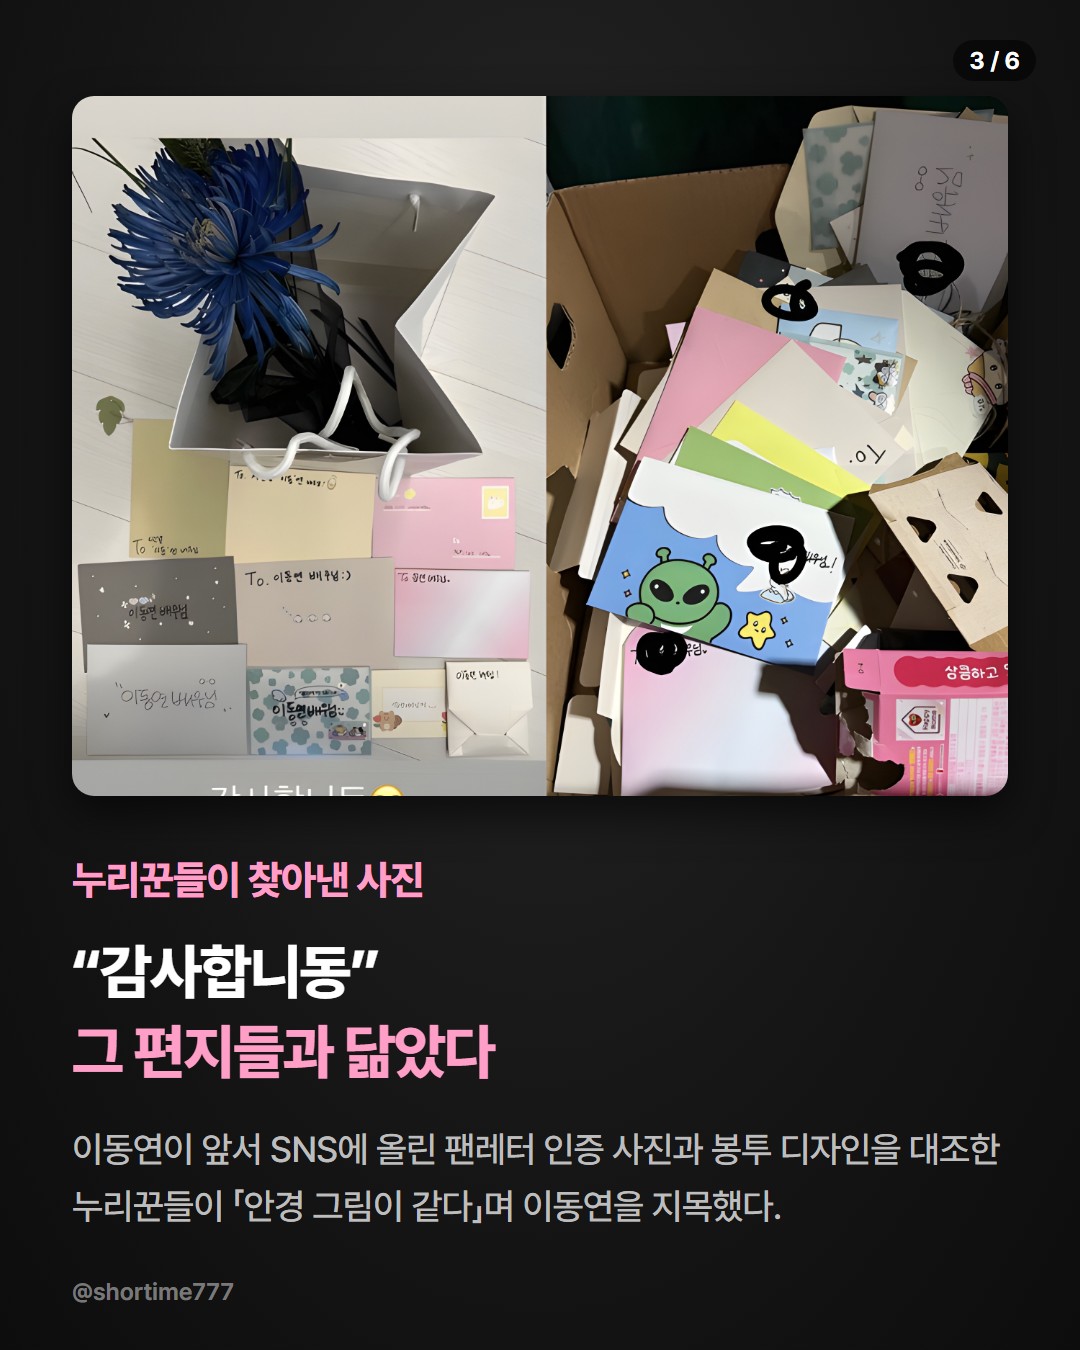 3 / 6
To. 이동연 배우님:)
이동연 배우님
이동연배우님
이동연배우님
To.
상큼하고
누리꾼들이 찾아낸 사진
“감사합니동”
그 편지들과 닮았다
이동연이 앞서 SNS에 올린 팬레터 인증 사진과 봉투 디자인을 대조한
누리꾼들이 「안경 그림이 같다」며 이동연을 지목했다.
@shortime777